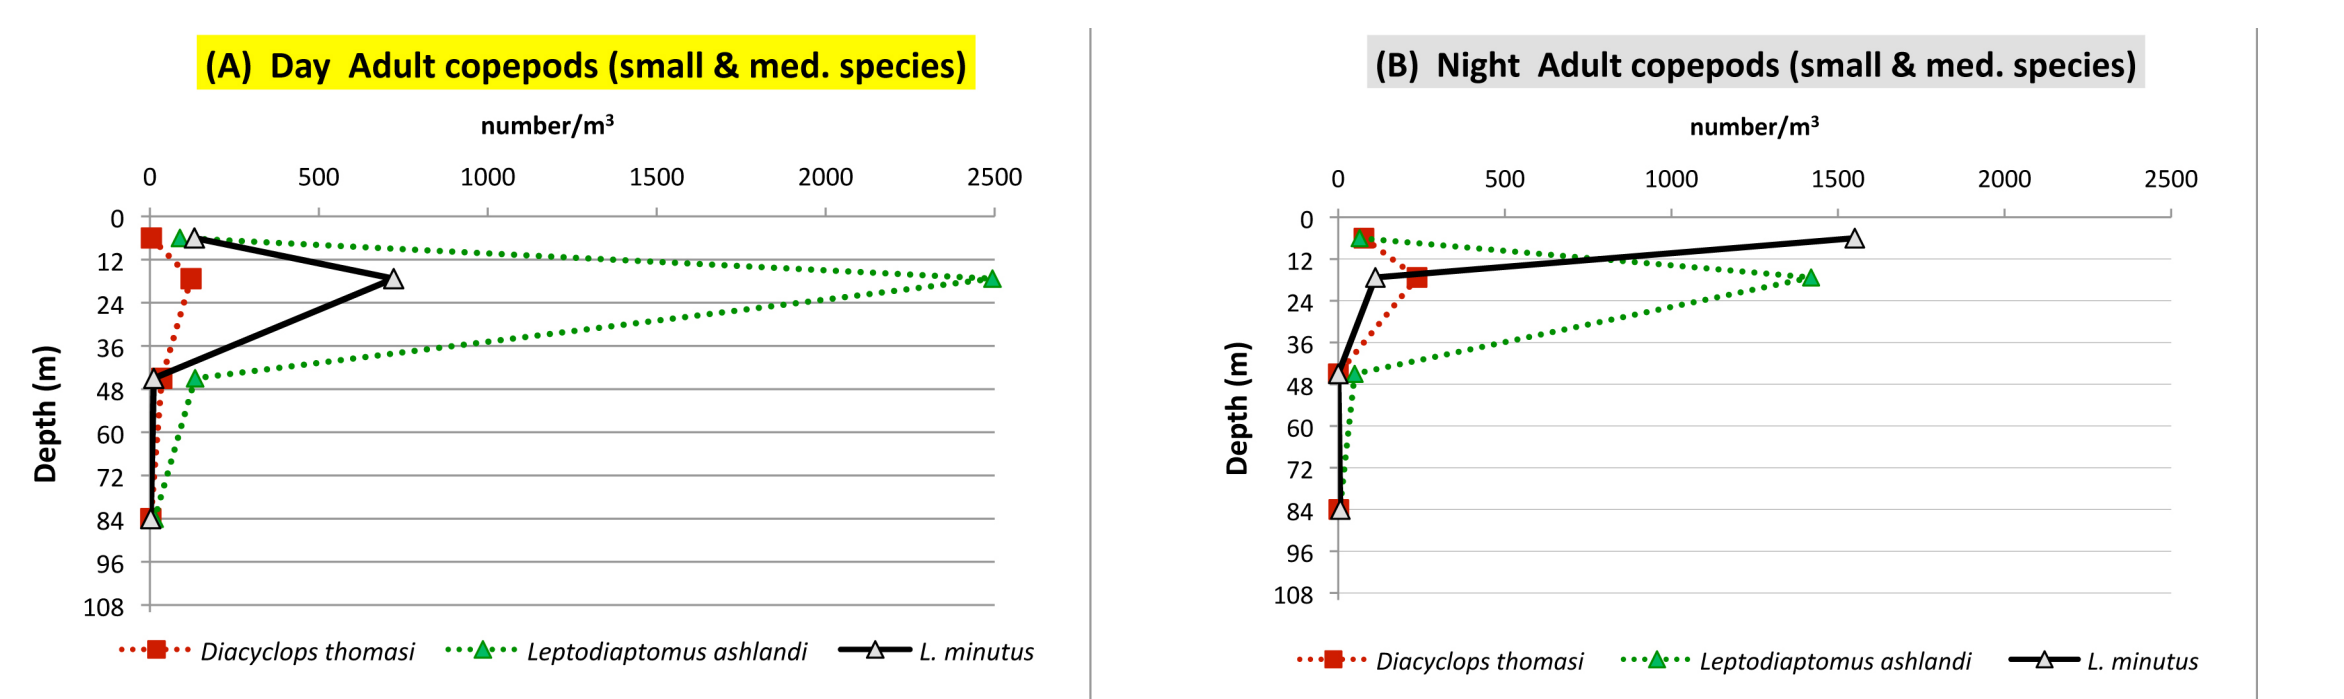 (A) Day Adult copepods (small & med. species)
number/m³
0 500 1000 1500 2000 2500
0
12
24
36
48
60
72
84
96
108
Depth (m)
Diacyclops thomasi Leptodiaptomus ashlandi L. minutus
(B) Night Adult copepods (small & med. species)
number/m³
0 500 1000 1500 2000 2500
0
12
24
36
48
60
72
84
96
108
Depth (m)
Diacyclops thomasi Leptodiaptomus ashlandi L. minutus